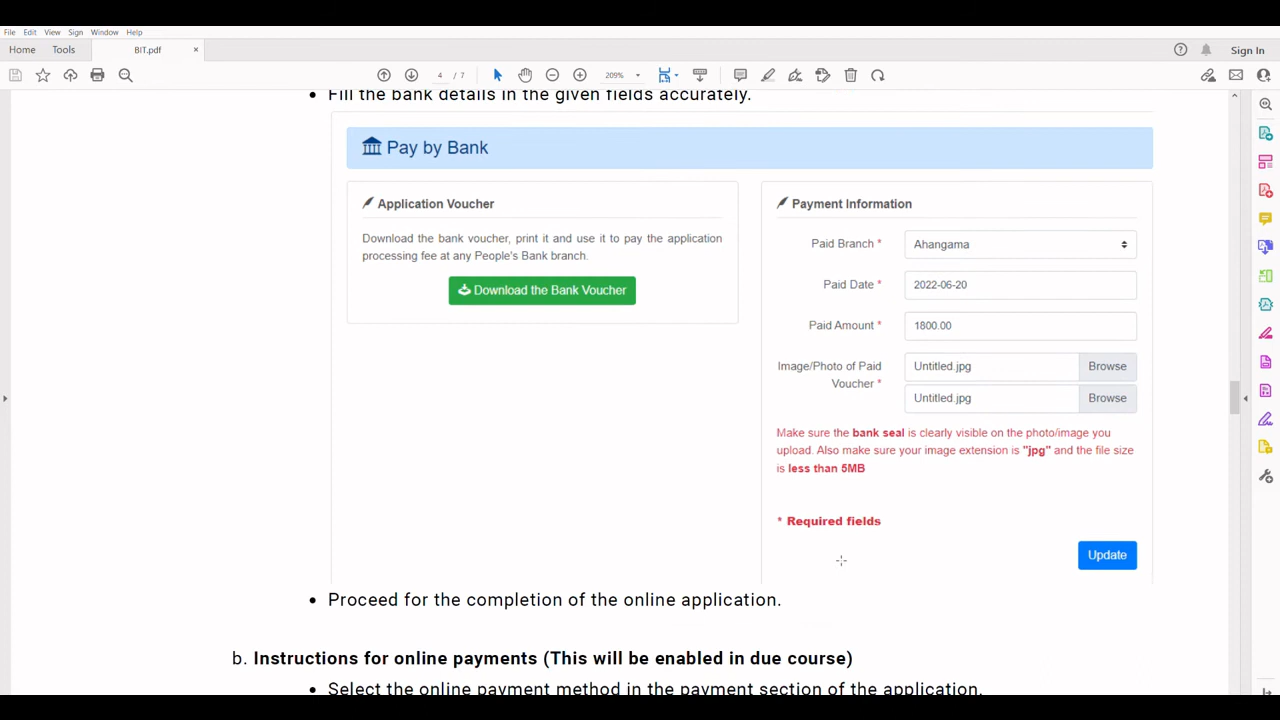 File Edit View Sign Window Help
Home Tools BIT.pdf × Sign In
4 / 7 209%
• Fill the bank details in the given fields accurately.
Pay by Bank
Application Voucher
Download the bank voucher, print it and use it to pay the application
processing fee at any People's Bank branch.
Download the Bank Voucher
Payment Information
Paid Branch * Ahangama
Paid Date * 2022-06-20
Paid Amount * 1800.00
Image/Photo of Paid Untitled.jpg Browse
Voucher * Untitled.jpg Browse
Make sure the bank seal is clearly visible on the photo/image you
upload. Also make sure your image extension is "jpg" and the file size
is less than 5MB
* Required fields
Update
• Proceed for the completion of the online application.
b. Instructions for online payments (This will be enabled in due course)
• Select the online payment method in the payment section of the application.